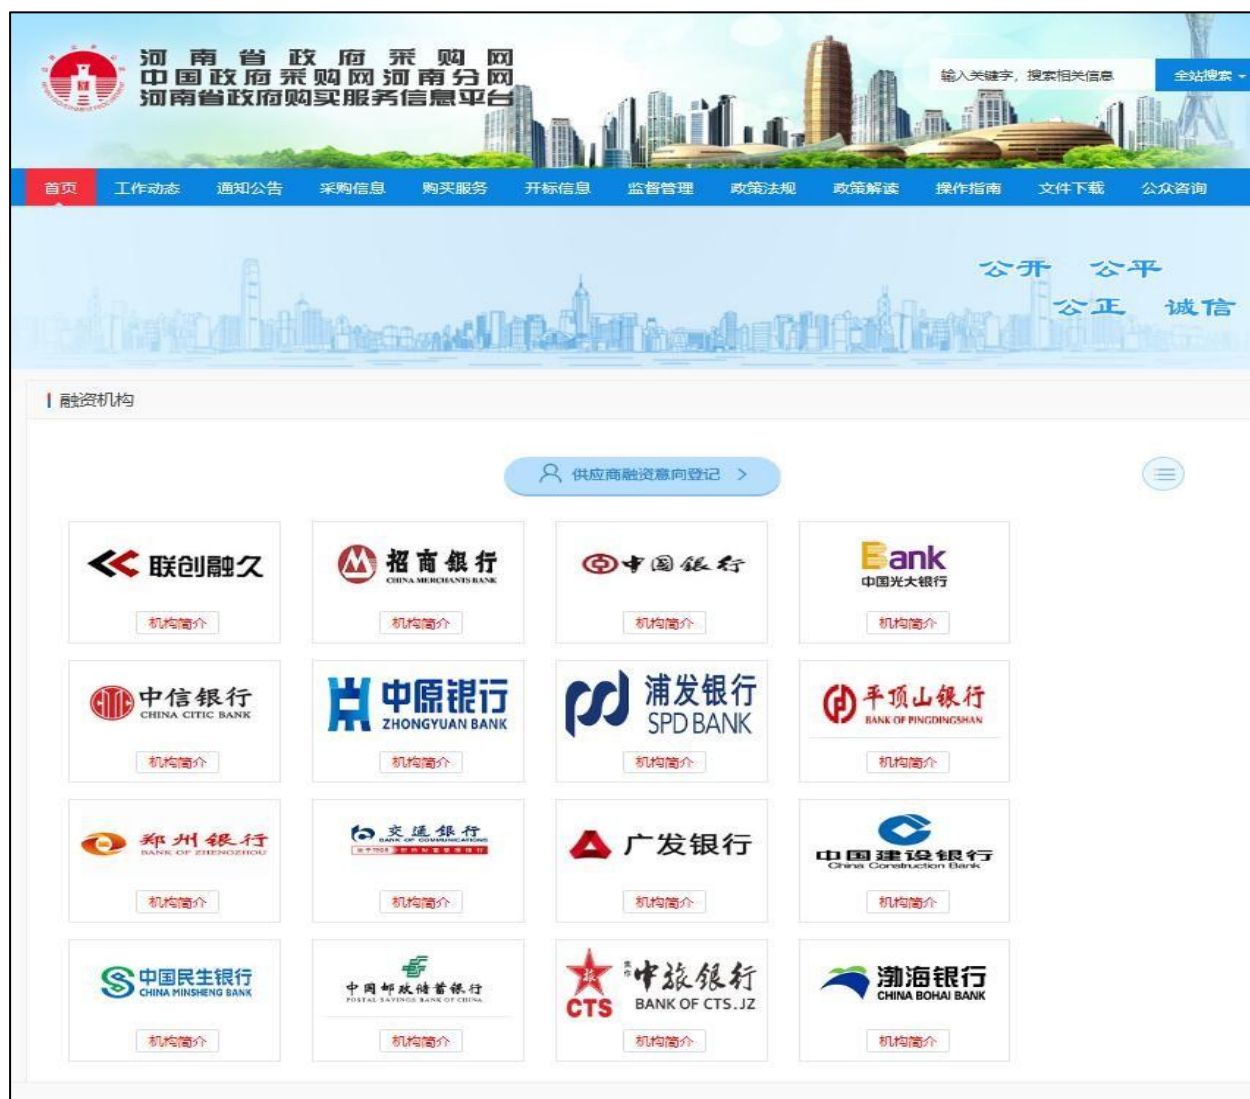 河南省政府采购网
中国政府采购网河南分网
河南省政府购买服务信息平台
输入关键字，搜索相关信息 全站搜索
首页 工作动态 通知公告 采购信息 购买服务 开标信息 监督管理 政策法规 政策解读 操作指南 文件下载 公众咨询
公开 公平
公正 诚信
融资机构
供应商融资意向登记 >
联创融久
招商银行
CHINA MERCHANTS BANK
中国银行
Bank
中国光大银行
机构简介 机构简介 机构简介 机构简介
中信银行
CHINA CITIC BANK
中原银行
ZHONGYUAN BANK
浦发银行
SPD BANK
平顶山银行
BANK OF PINGDINGSHAN
机构简介 机构简介 机构简介 机构简介
郑州银行
BANK OF ZHENGZHOU
交通银行
BANK OF COMMUNICATIONS
广发银行
中国建设银行
China Construction Bank
机构简介 机构简介 机构简介 机构简介
中国民生银行
CHINA MINSHENG BANK
中国邮政储蓄银行
POSTAL SAVINGS BANK OF CHINA
旅
CTS
焦作中旅银行
BANK OF CTS.JZ
渤海银行
CHINA BOHAI BANK
机构简介 机构简介 机构简介 机构简介